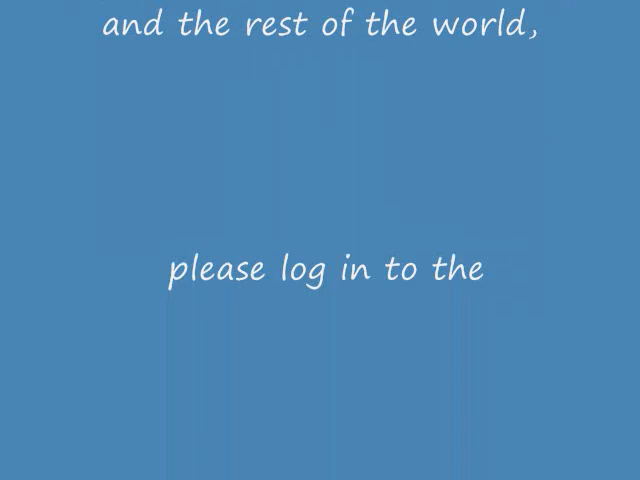 and the rest of the world,
please log in to the